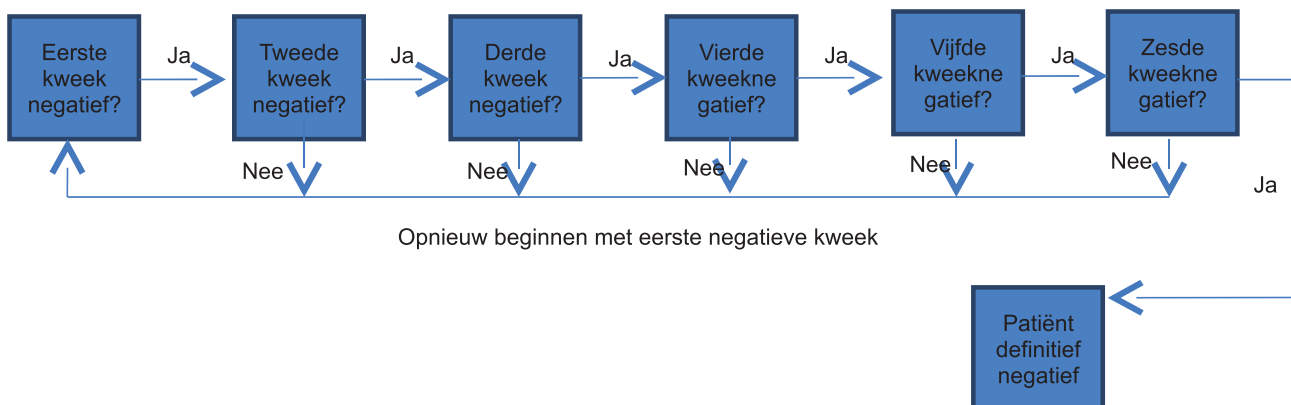 Eerste
kweek
negatief?
Ja
Tweede
kweek
negatief?
Ja
Derde
kweek
negatief?
Ja
Vierde
kweekne
gatief?
Ja
Vijfde
kweekne
gatief?
Ja
Zesde
kweekne
gatief?
Nee
Nee
Nee
Nee
Nee
Ja
Opnieuw beginnen met eerste negatieve kweek
Patiënt
definitief
negatief